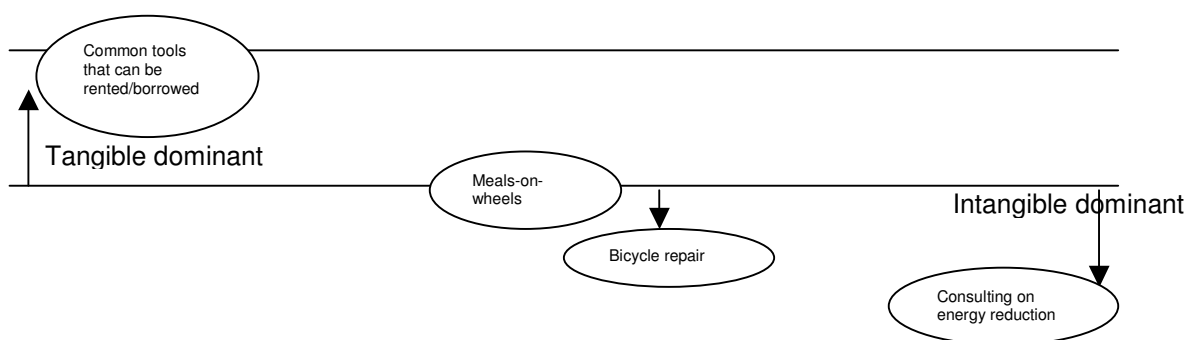 Common tools
that can be
rented/borrowed
Tangible dominant
Meals-on-
wheels
Intangible dominant
Bicycle repair
Consulting on
energy reduction